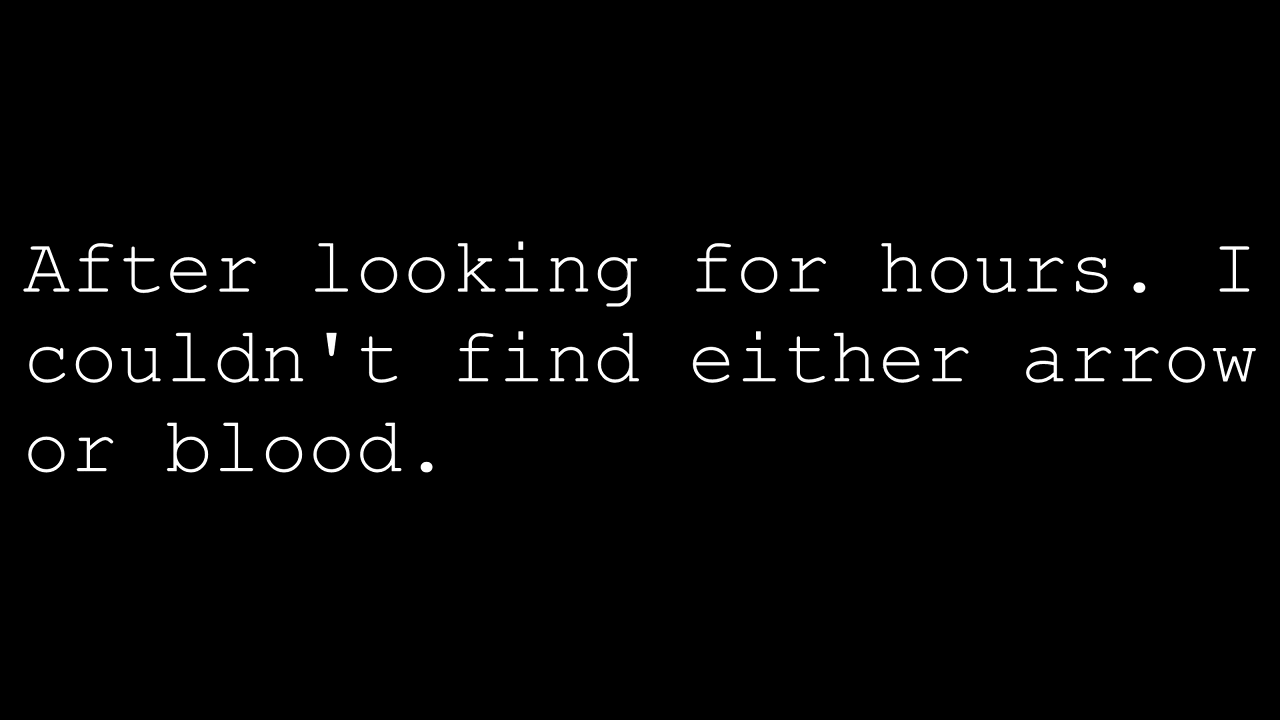 After looking for hours. I
couldn't find either arrow
or blood.